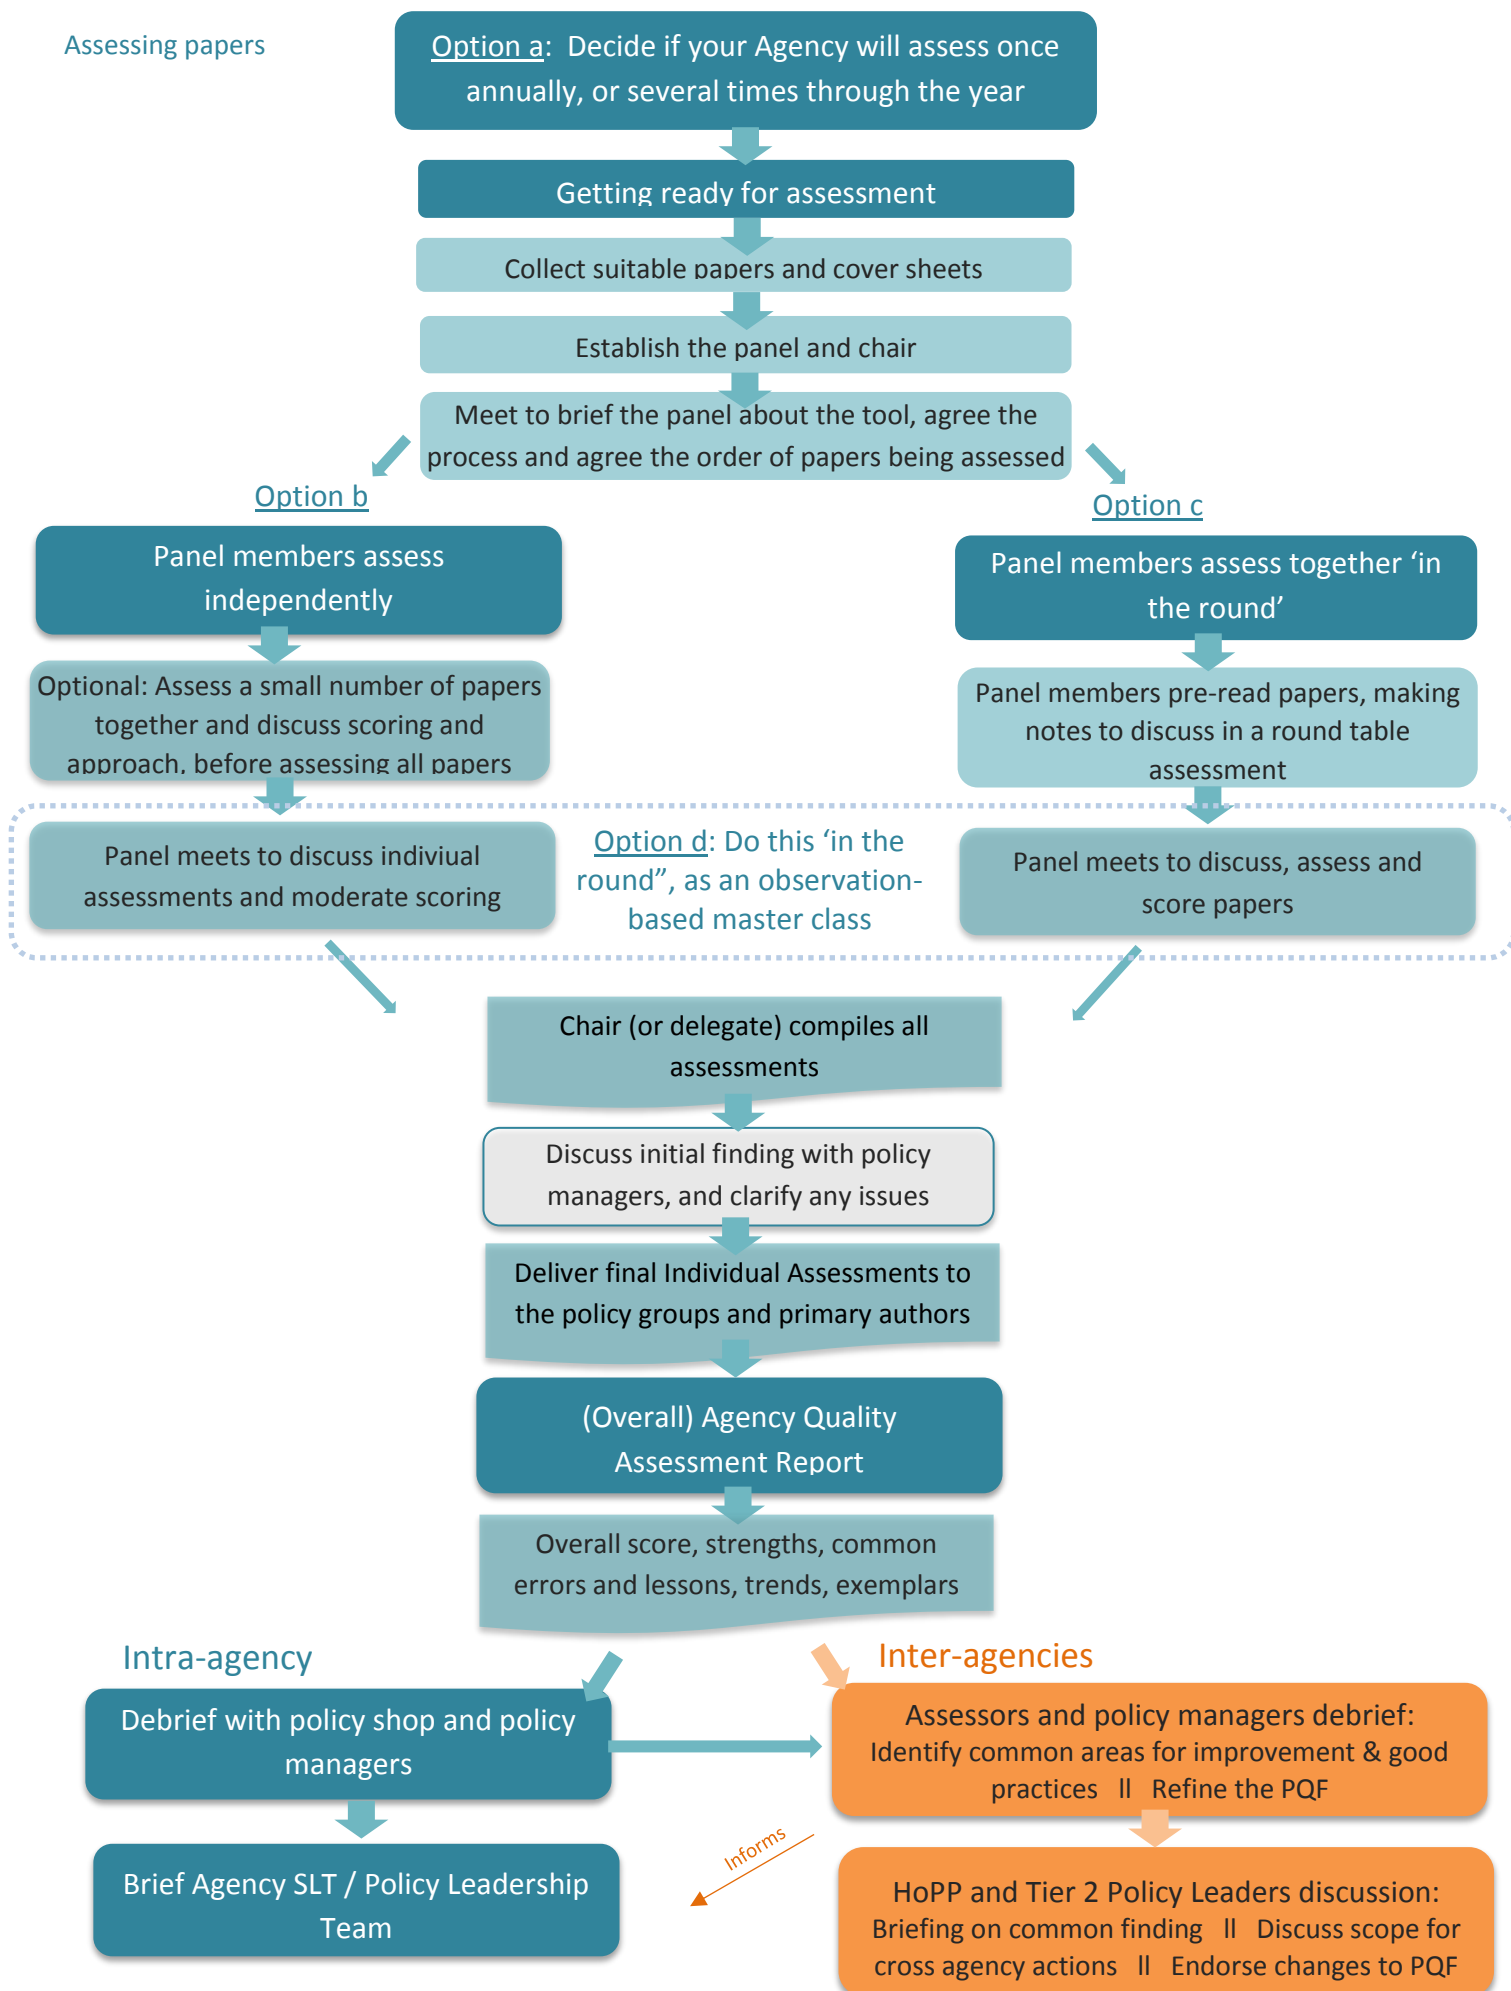 Assessing papers
Option a:  Decide if your Agency will assess once
annually, or several times through the year
Getting ready for assessment
Collect suitable papers and cover sheets
Establish the panel and chair
Meet to brief the panel about the tool, agree the
process and agree the order of papers being assessed
Option b
Panel members assess
independently
Optional: Assess a small number of papers
together and discuss scoring and
approach, before assessing all papers
Panel meets to discuss indiviual
assessments and moderate scoring
Option c
Panel members assess together ‘in
the round’
Panel members pre-read papers, making
notes to discuss in a round table
assessment
Panel meets to discuss, assess and
score papers
Option d: Do this ‘in the
round”, as an observation-
based master class
Chair (or delegate) compiles all
assessments
Discuss initial finding with policy
managers, and clarify any issues
Deliver final Individual Assessments to
the policy groups and primary authors
(Overall) Agency Quality
Assessment Report
Overall score, strengths, common
errors and lessons, trends, exemplars
Intra-agency
Debrief with policy shop and policy
managers
Brief Agency SLT / Policy Leadership
Team
Informs
Inter-agencies
Assessors and policy managers debrief:
Identify common areas for improvement & good
practices   ll   Refine the PQF
HoPP and Tier 2 Policy Leaders discussion:
Briefing on common finding   ll   Discuss scope for
cross agency actions   ll   Endorse changes to PQF